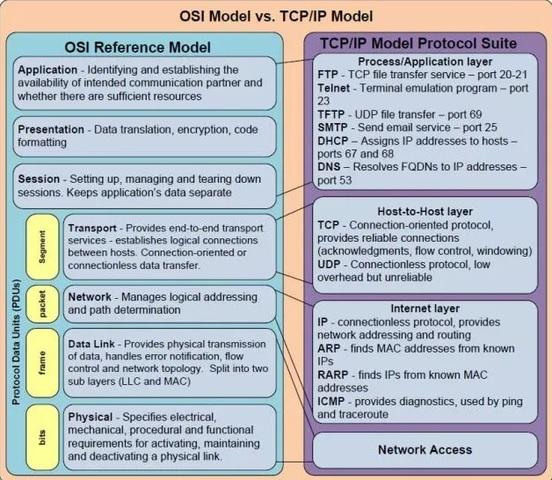 OSI Model vs. TCP/IP Model
OSI Reference Model
Application - Identifying and establishing the
availability of intended communication partner and
whether there are sufficient resources
Presentation - Data translation, encryption, code
formatting
Session - Setting up, managing and tearing down
sessions. Keeps application's data separate
Protocol Data Units (PDUs)
Segment
Transport - Provides end-to-end transport
services - establishes logical connections
between hosts. Connection-oriented or
connectionless data transfer.
packet
Network - Manages logical addressing
and path determination
frame
Data Link - Provides physical transmission
of data, handles error notification, flow
control and network topology. Split into two
sub layers (LLC and MAC)
bits
Physical - Specifies electrical,
mechanical, procedural and functional
requirements for activating, maintaining
and deactivating a physical link.
TCP/IP Model Protocol Suite
Process/Application layer
FTP - TCP file transfer service – port 20-21
Telnet - Terminal emulation program – port
23
TFTP - UDP file transfer – port 69
SMTP - Send email service – port 25
DHCP – Assigns IP addresses to hosts –
ports 67 and 68
DNS – Resolves FQDNs to IP addresses –
port 53
Host-to-Host layer
TCP - Connection-oriented protocol,
provides reliable connections
(acknowledgments, flow control, windowing)
UDP - Connectionless protocol, low
overhead but unreliable
Internet layer
IP - connectionless protocol, provides
network addressing and routing
ARP - finds MAC addresses from known
IPs
RARP - finds IPs from known MAC
addresses
ICMP - provides diagnostics, used by ping
and traceroute
Network Access